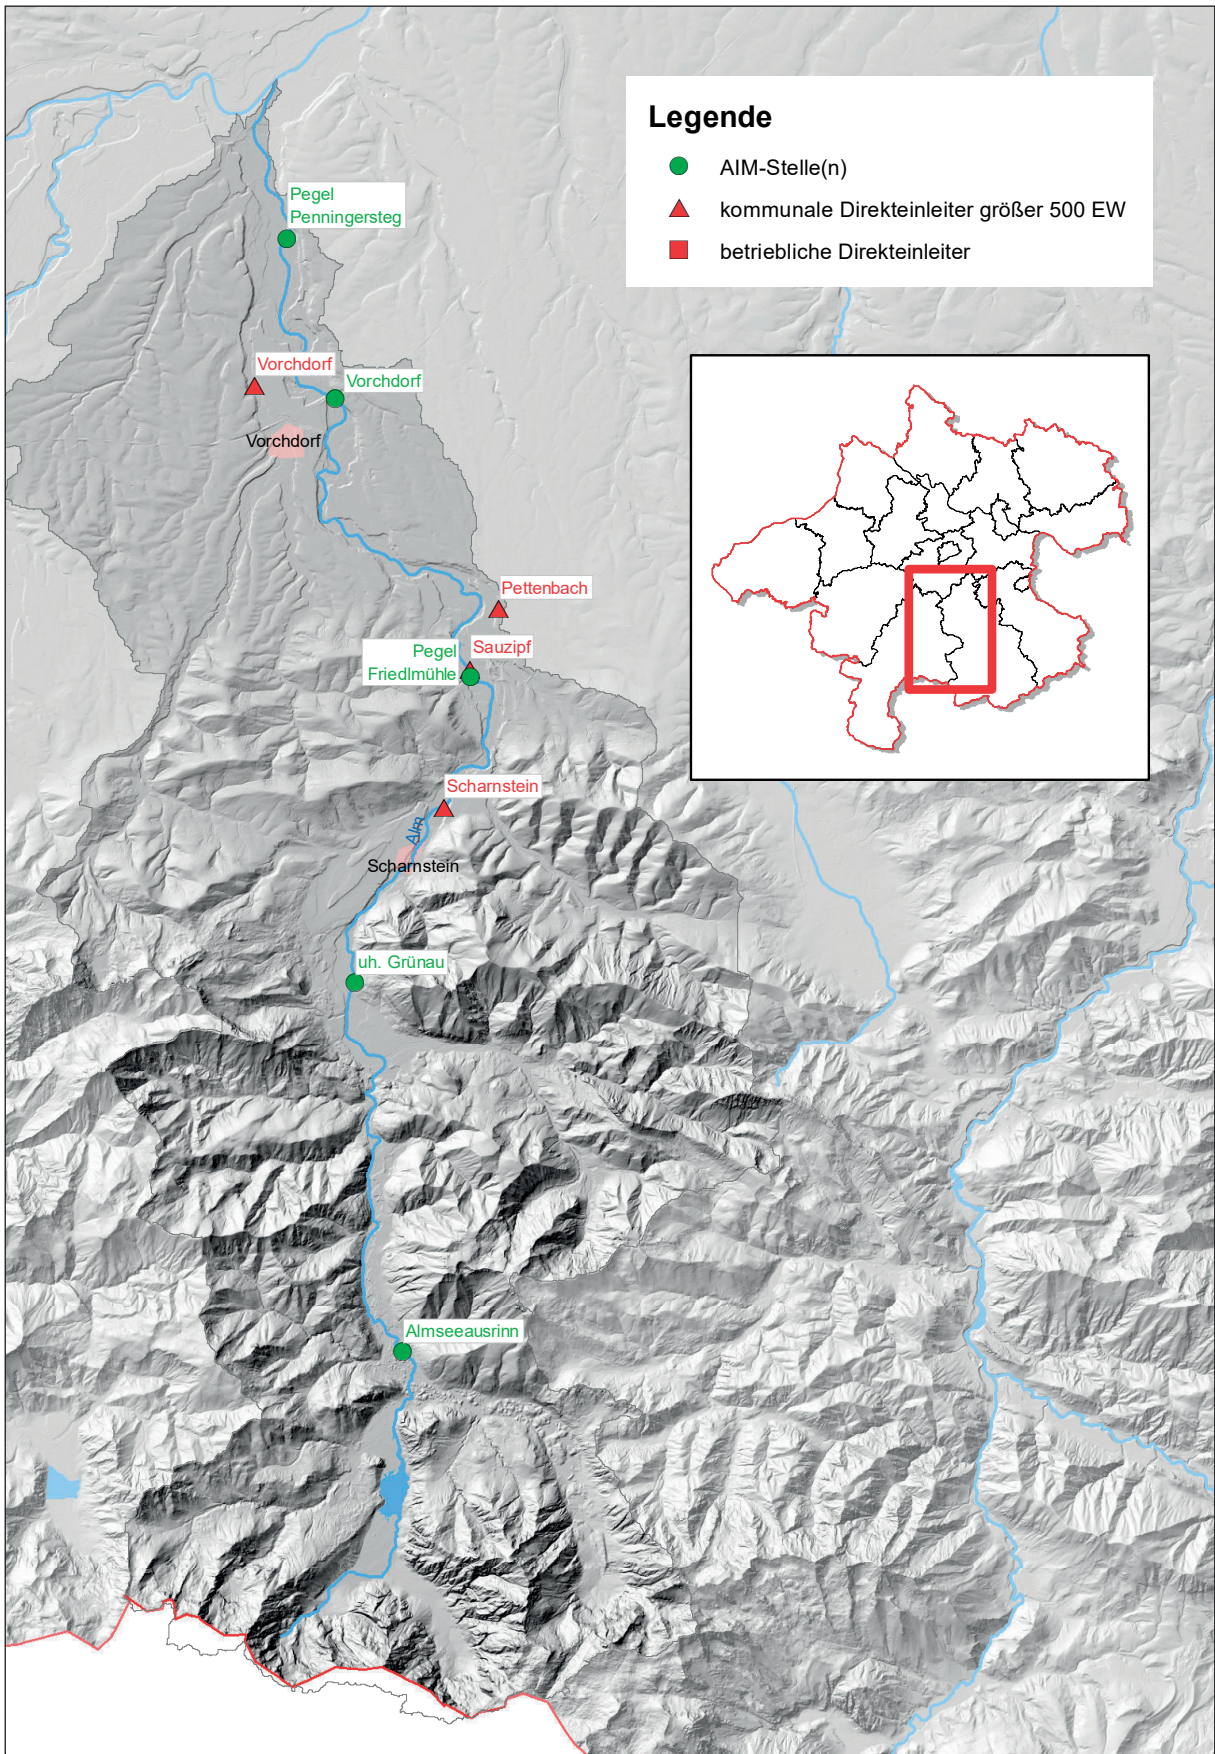 Legende
AIM-Stelle(n)
kommunale Direkteinleiter größer 500 EW
betriebliche Direkteinleiter
Pegel
Penningersteg
Vorchdorf
Vorchdorf
Vorchdorf
Pettenbach
Pegel
Friedlmühle
Sauzipf
Scharnstein
Alm
Scharnstein
uh. Grünau
Almseeausrinn